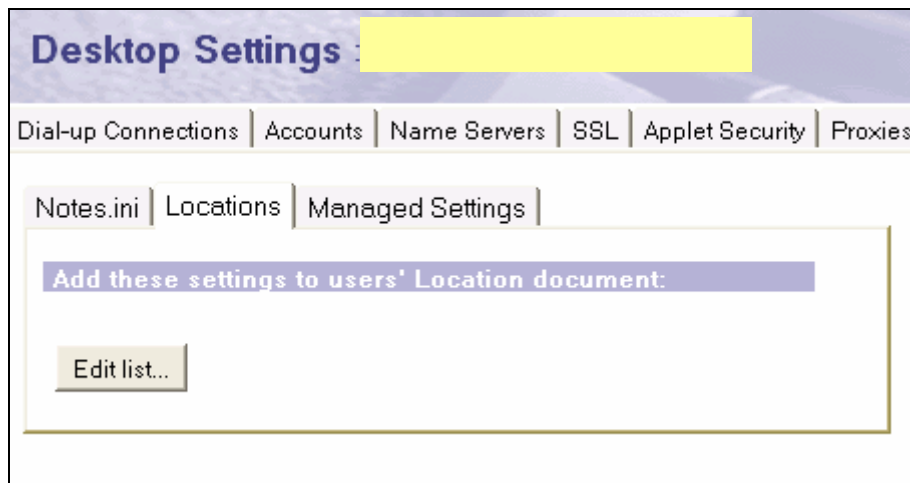 Desktop Settings :
Dial-up Connections Accounts Name Servers SSL Applet Security Proxies
Notes.ini Locations Managed Settings
Add these settings to users' Location document:
Edit list...